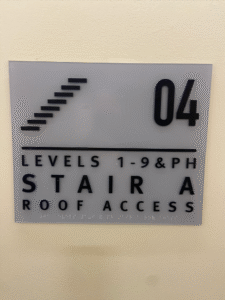 04
LEVELS 1-9 & PH
STAIR A
ROOF ACCESS